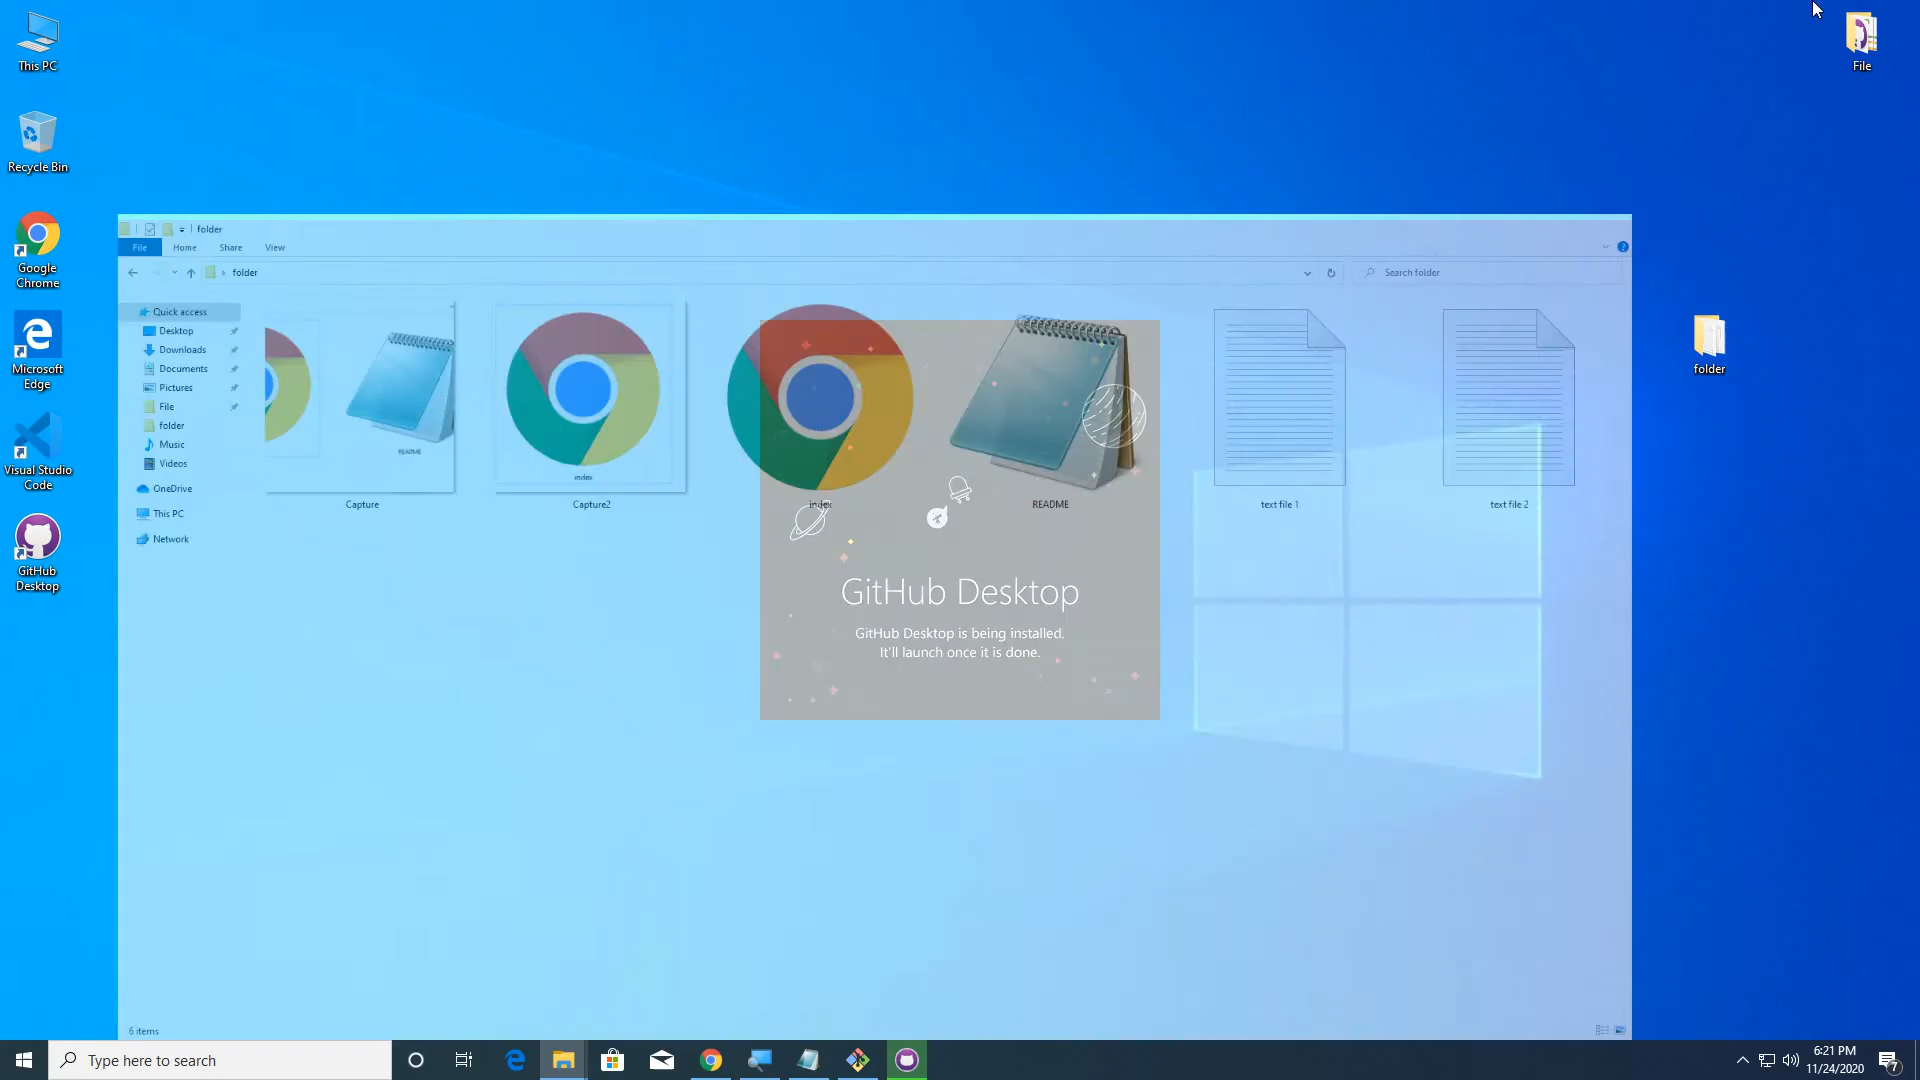 This PC
File
Recycle Bin
Google
Chrome
Microsoft
Edge
Visual Studio
Code
GitHub
Desktop
folder
folder
File
Home
Share
View
folder
Search folder
Quick access
Desktop
Downloads
Documents
Pictures
File
folder
Music
Videos
OneDrive
This PC
Network
README
Capture
index
Capture2
index
README
text file 1
text file 2
GitHub Desktop
GitHub Desktop is being installed.
It'll launch once it is done.
6 items
Type here to search
6:21 PM
11/24/2020
7